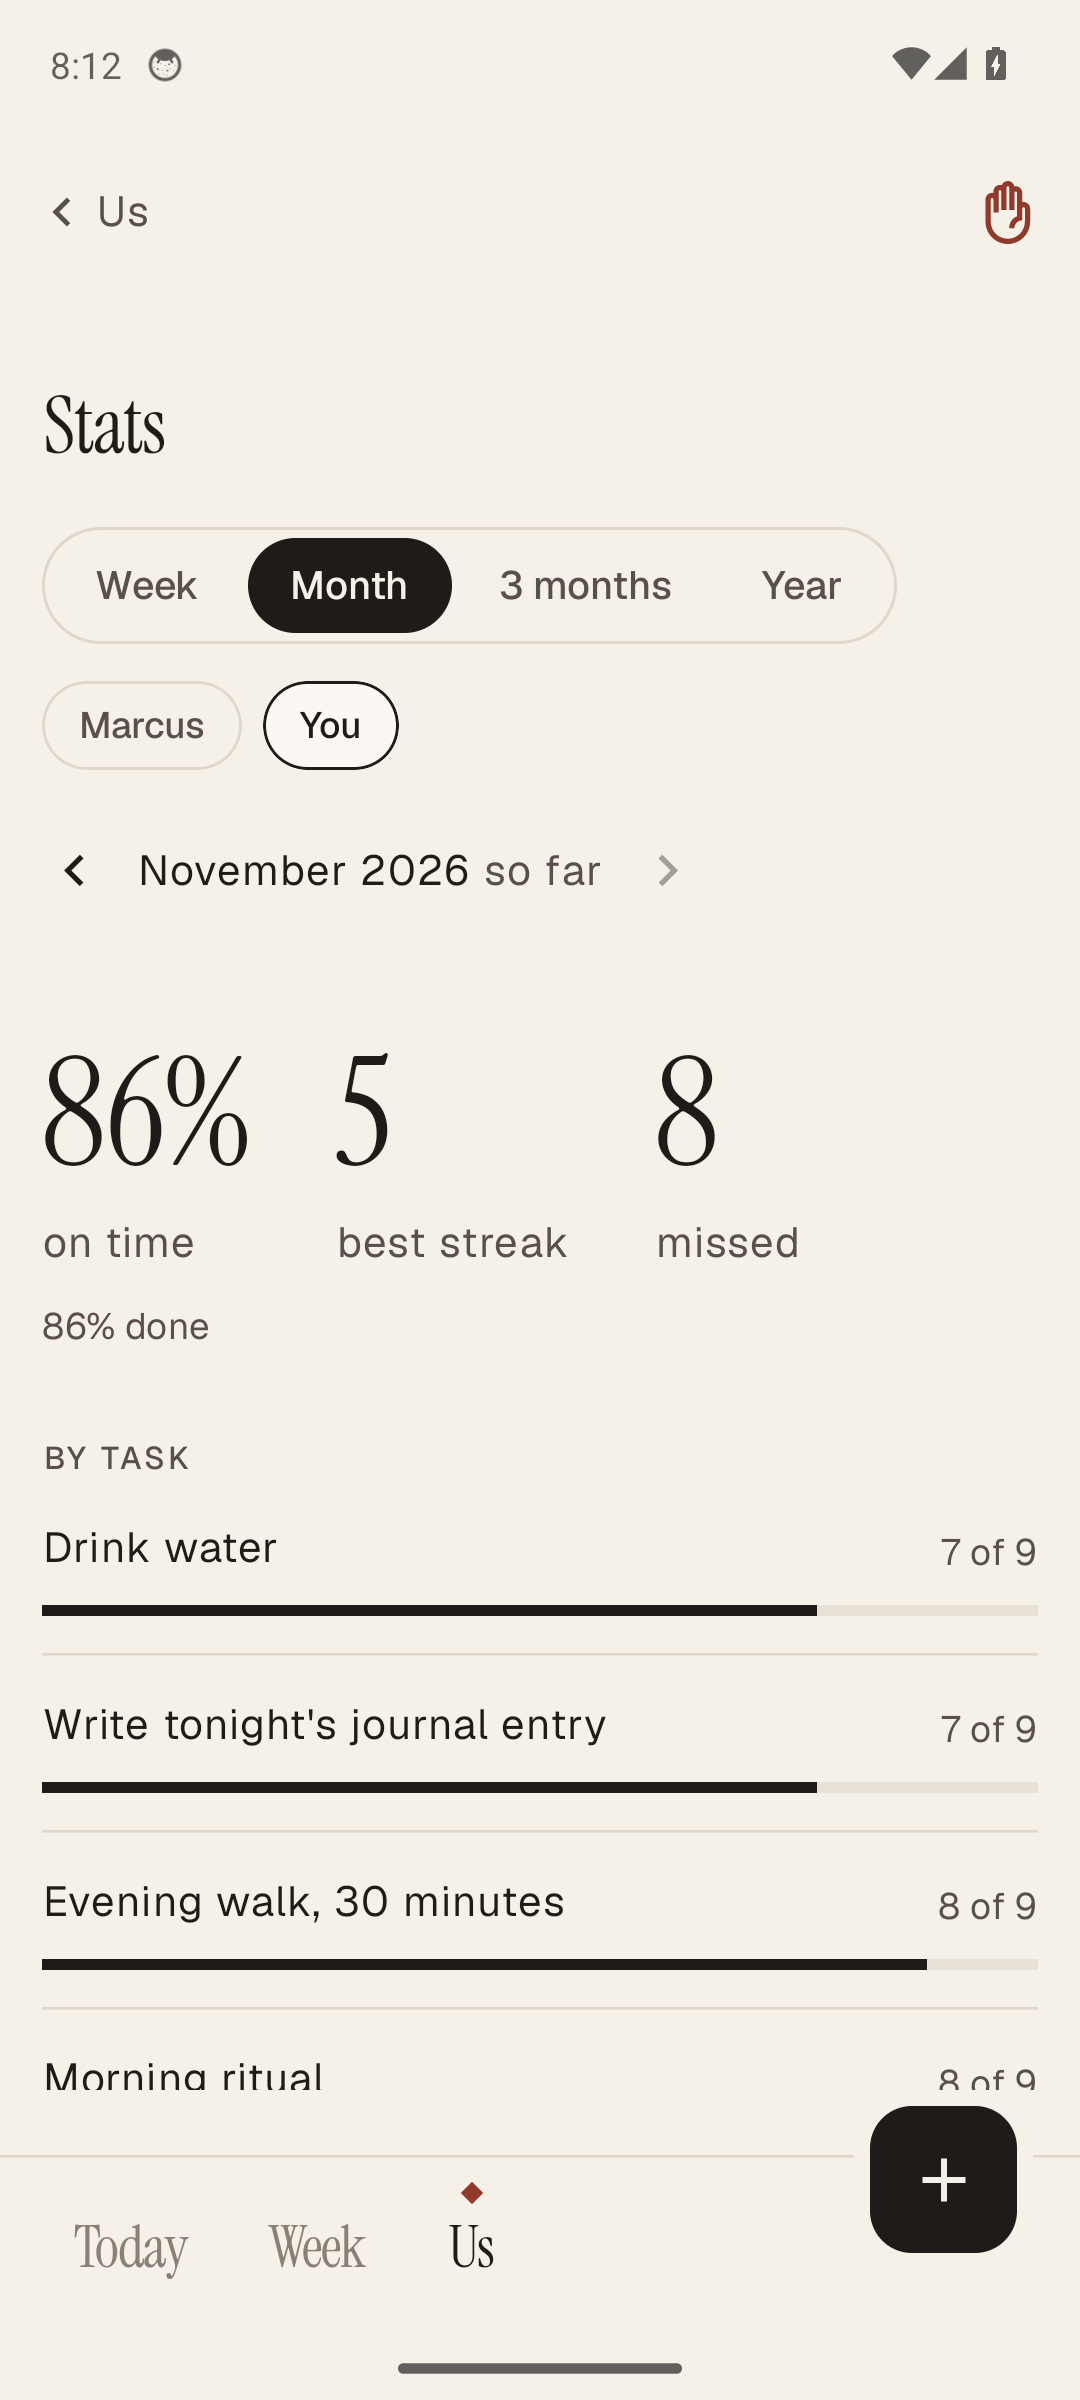 8:12
Us
Stats
Week Month 3 months Year
Marcus You
November 2026 so far
86% 5 8
on time best streak missed
86% done
BY TASK
Drink water 7 of 9
Write tonight's journal entry 7 of 9
Evening walk, 30 minutes 8 of 9
Morning ritual 8 of 9
Today Week Us